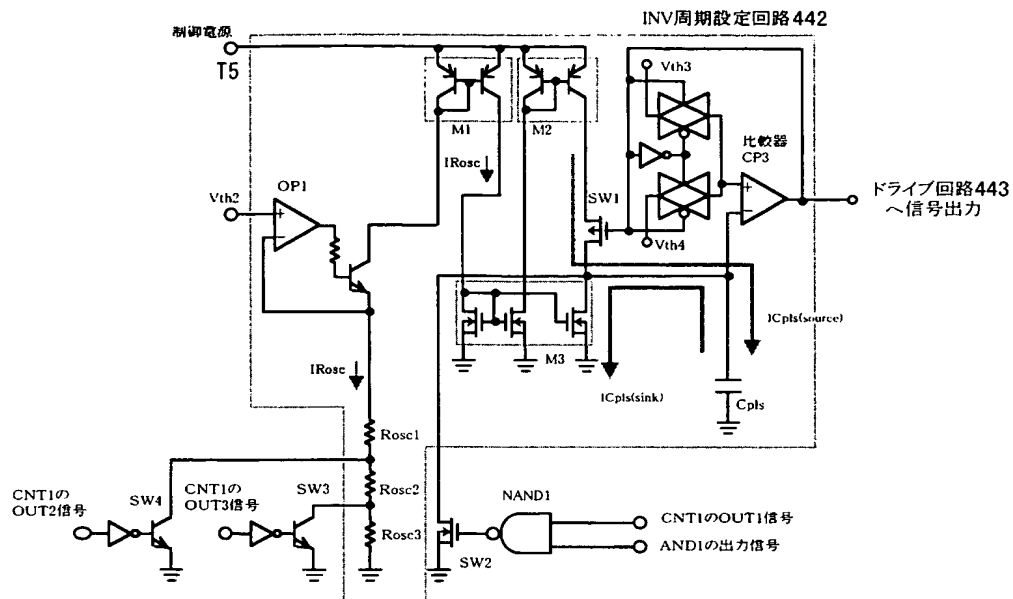 INV周期設定回路442
制御電源
T5
Vth3
M1
M2
比較器
CP3
IRosc
OP1
Vth2
SW1
ドライブ回路443
へ信号出力
Vth4
ICpls(source)
M3
IRosc
ICpls(sink)
Cpls
Rosc1
CNT1の
OUT2信号
SW4
CNT1の
OUT3信号
SW3
Rosc2
NAND1
CNT1のOUT1信号
Rosc3
AND1の出力信号
SW2